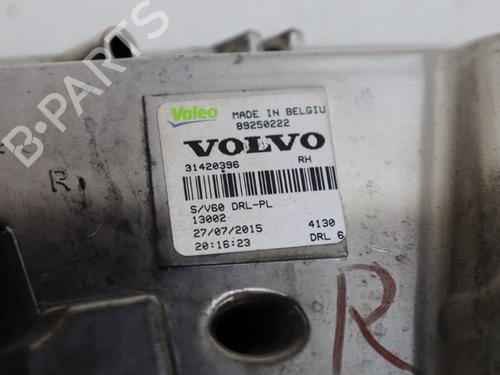 B-PARTS
Valeo MADE IN BELGIU
89250222
VOLVO
31420396 RH
S/V60 DRL-PL
13002 4130
27/07/2015 DRL 6
20:16:23
R
R